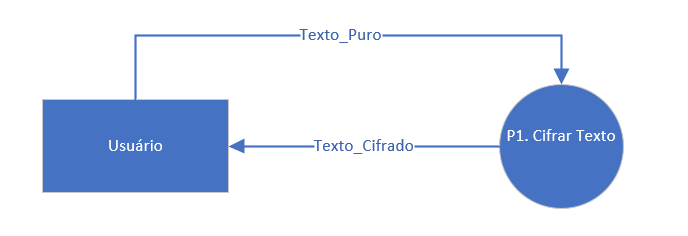 Texto_Puro
P1. Cifrar Texto
Usuário
Texto_Cifrado